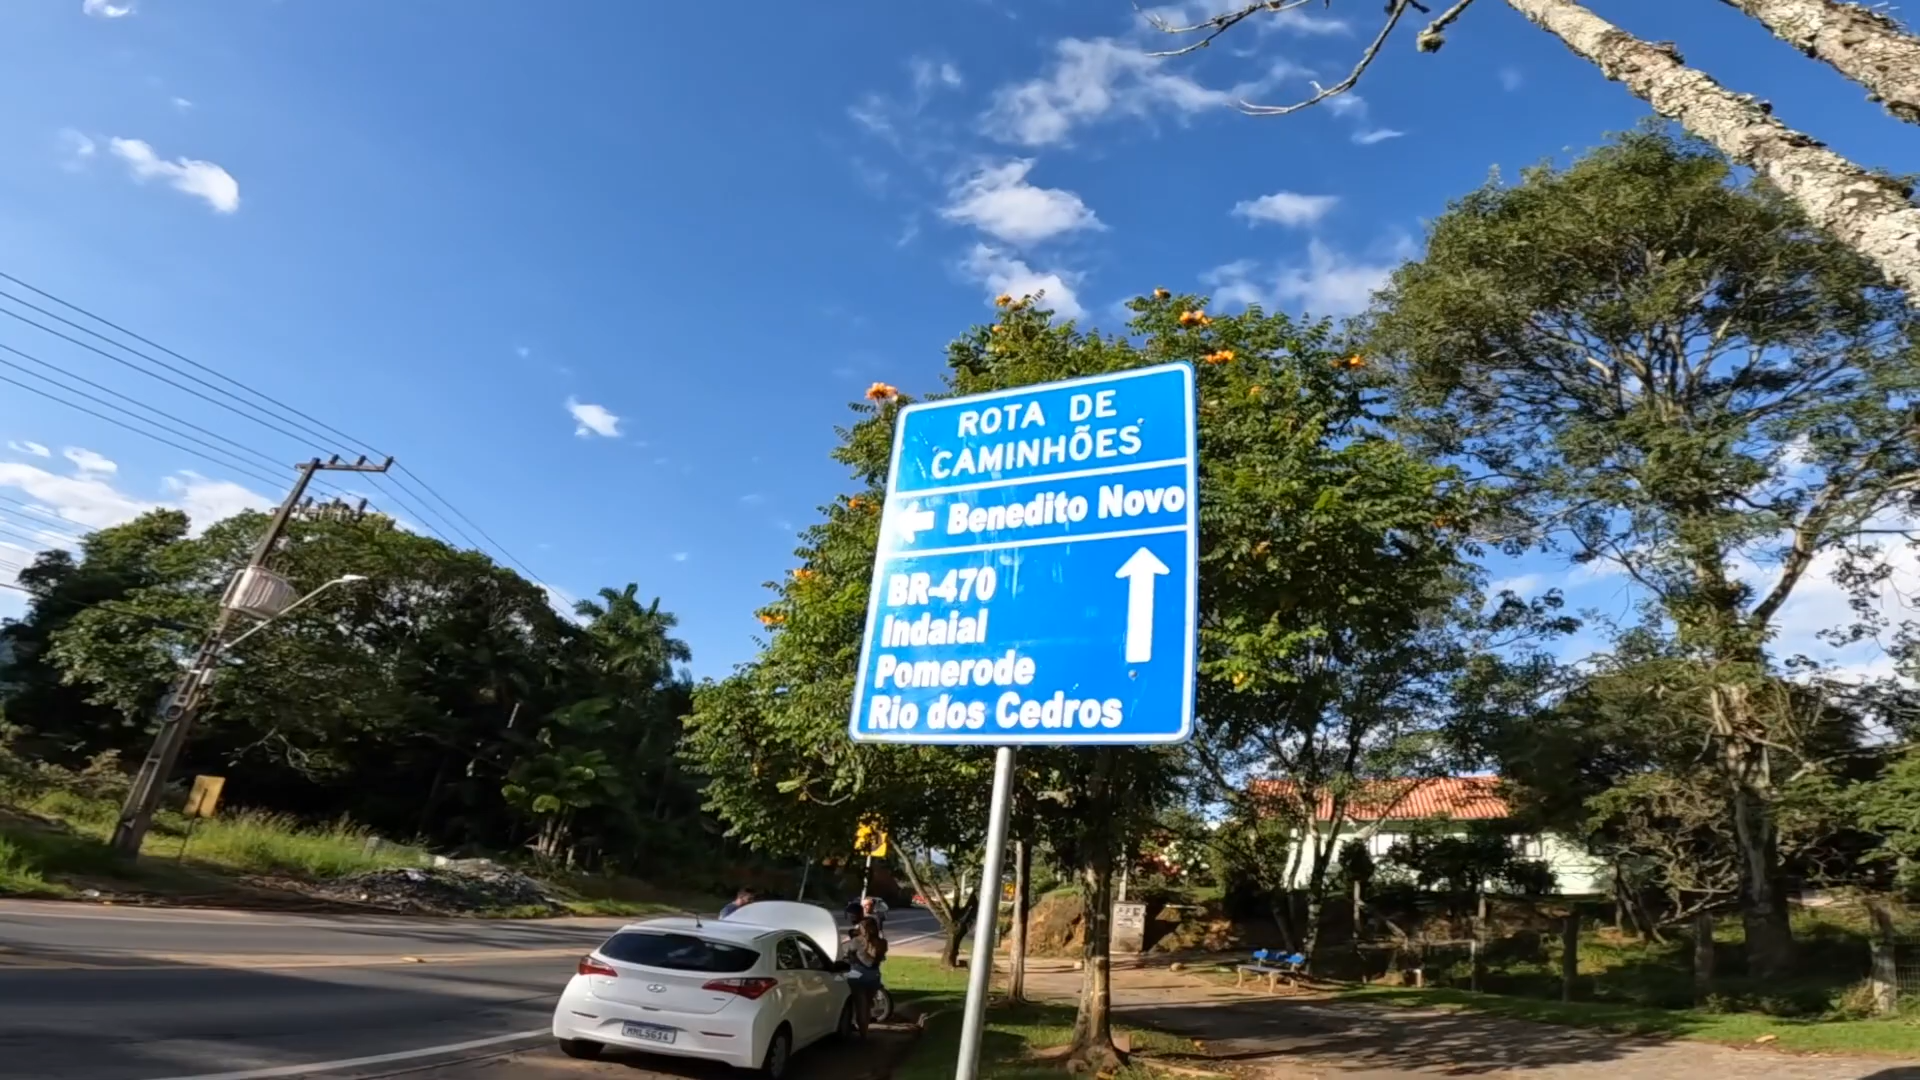 ROTA DE
CAMINHÕES
Benedito Novo
BR-470
Indaial
Pomerode
Rio dos Cedros